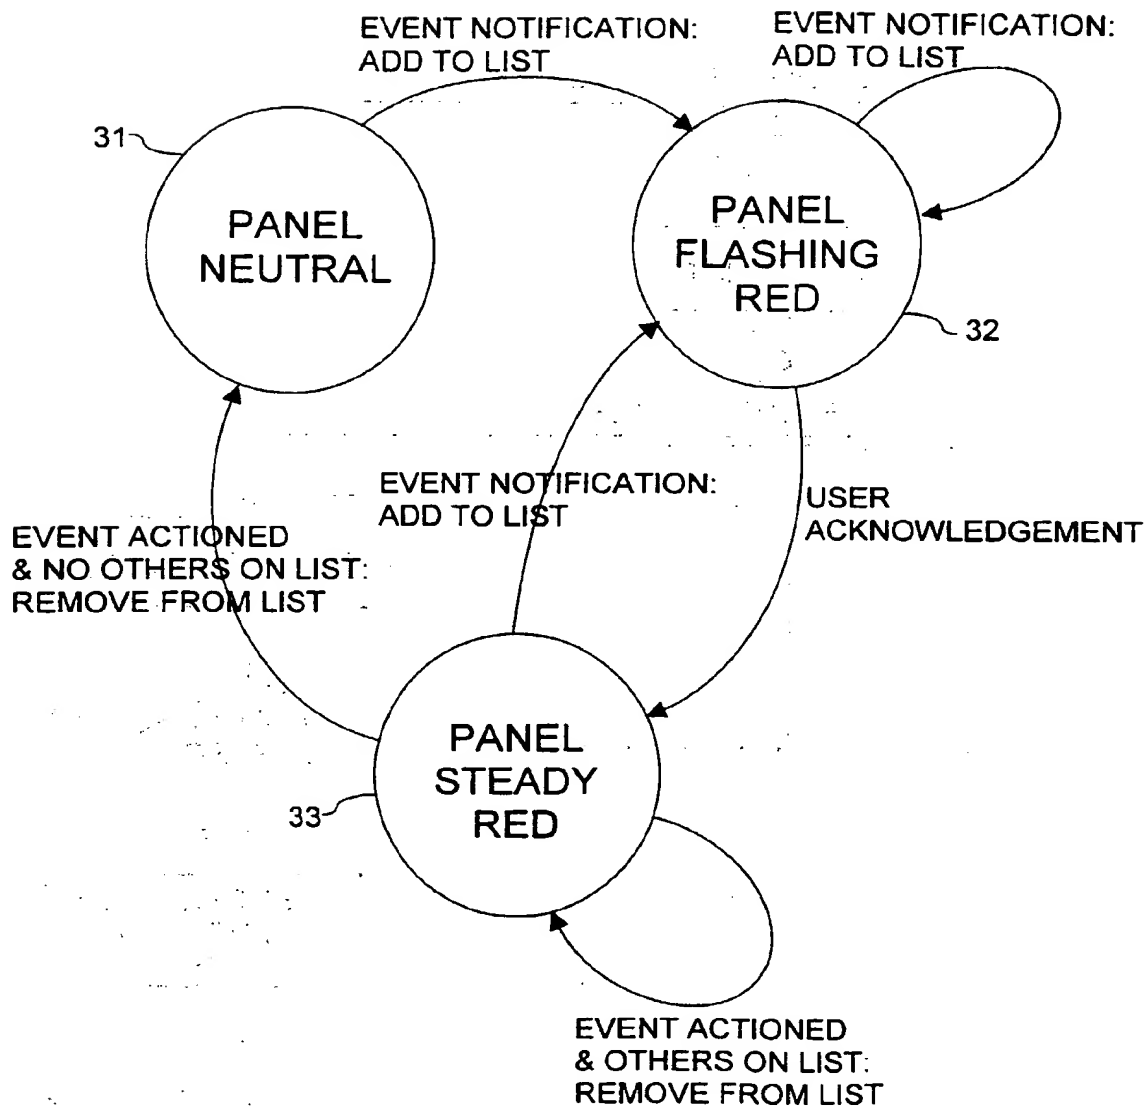 EVENT NOTIFICATION:
ADD TO LIST
EVENT NOTIFICATION:
ADD TO LIST
31
PANEL
NEUTRAL
PANEL
FLASHING
RED
32
EVENT NOTIFICATION:
ADD TO LIST
USER
ACKNOWLEDGEMENT
EVENT ACTIONED
& NO OTHERS ON LIST:
REMOVE FROM LIST
PANEL
STEADY
RED
33
EVENT ACTIONED
& OTHERS ON LIST:
REMOVE FROM LIST